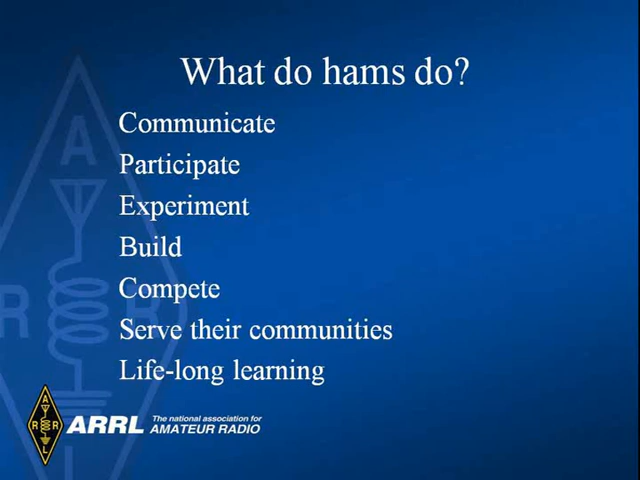 What do hams do?
Communicate
Participate
Experiment
Build
Compete
Serve their communities
Life-long learning
A
R R
L
ARRL The national association for
AMATEUR RADIO
A
R R
L